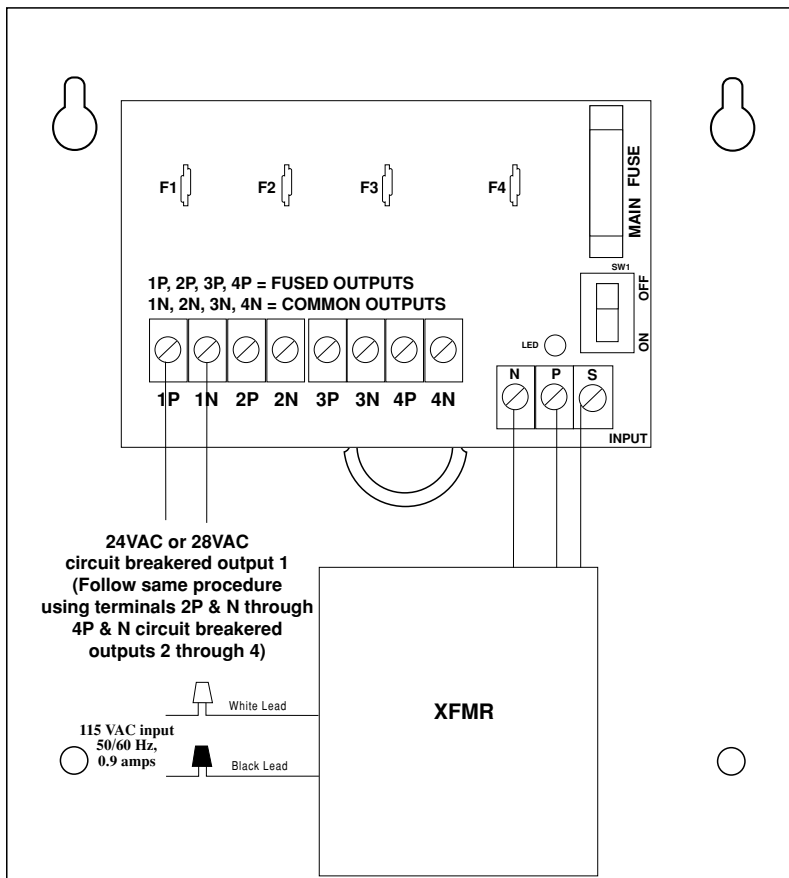 F1
F2
F3
F4
MAIN FUSE
SW1
OFF
ON
1P, 2P, 3P, 4P = FUSED OUTPUTS
1N, 2N, 3N, 4N = COMMON OUTPUTS
LED
N P S
1P 1N 2P 2N 3P 3N 4P 4N
INPUT
24VAC or 28VAC
circuit breakered output 1
(Follow same procedure
using terminals 2P & N through
4P & N circuit breakered
outputs 2 through 4)
White Lead
XFMR
115 VAC input
50/60 Hz,
0.9 amps
Black Lead